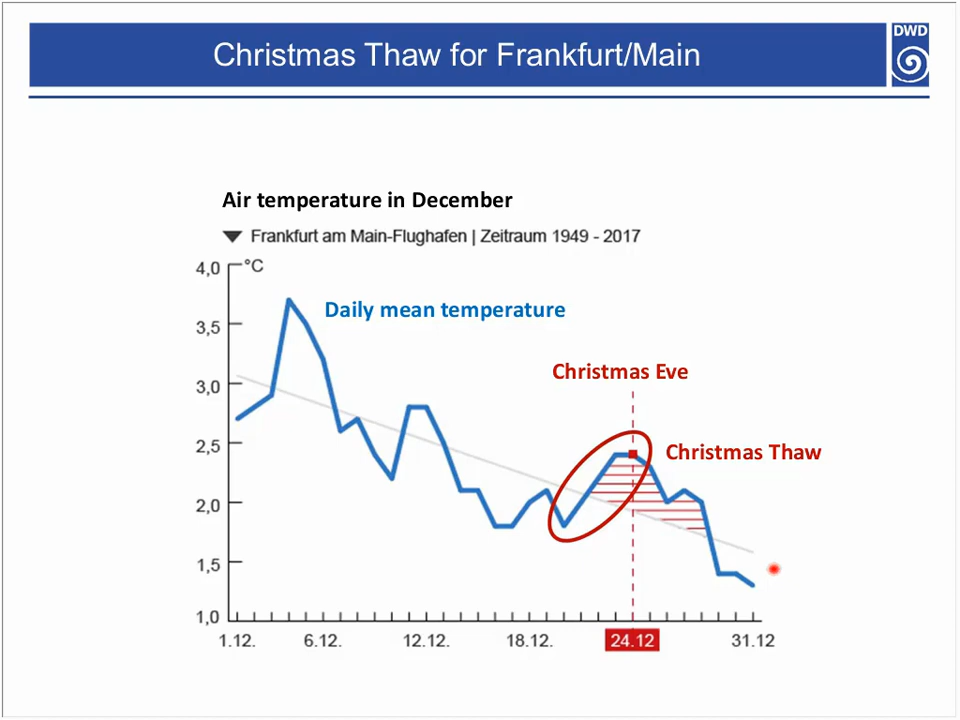 Christmas Thaw for Frankfurt/Main
DWD
Air temperature in December
Frankfurt am Main-Flughafen | Zeitraum 1949 - 2017
4,0
°C
Daily mean temperature
3,5
Christmas Eve
3,0
2,5
Christmas Thaw
2,0
1,5
1,0
1.12. 6.12. 12.12. 18.12. 24.12 31.12